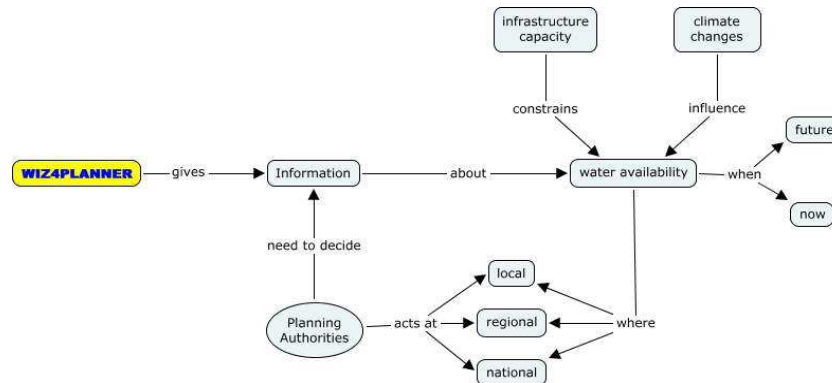 infrastructure
capacity
climate
changes
constrains
influence
future
WIZ4PLANNER
gives
Information
about
water availability
when
now
need to decide
local
Planning
Authorities
acts at
regional
where
national